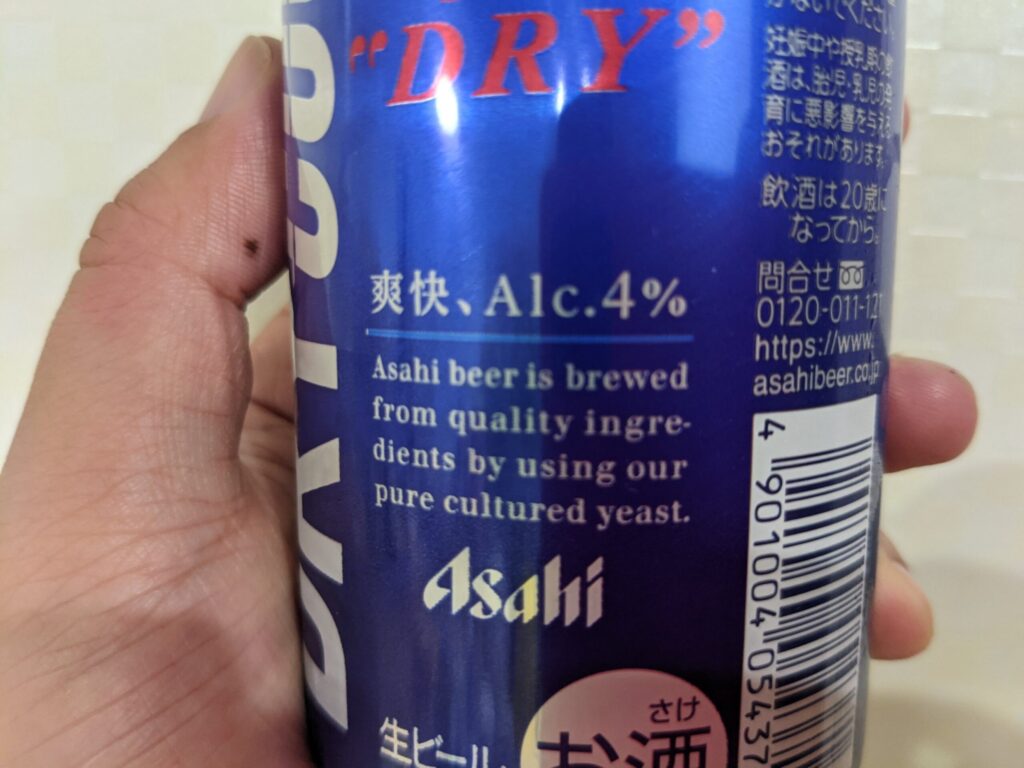 “DRY”
爽快、Alc.4%
Asahi beer is brewed
from quality ingre-
dients by using our
pure cultured yeast.
Asahi
生ビール
さけ
お酒
妊娠中や授乳期の飲
酒は、胎児・乳児の発
育に悪影響を与える
おそれがあります。
飲酒は20歳に
なってから。
問合せ
0120-011-121
https://www.
asahibeer.co.jp
4 901004 05437